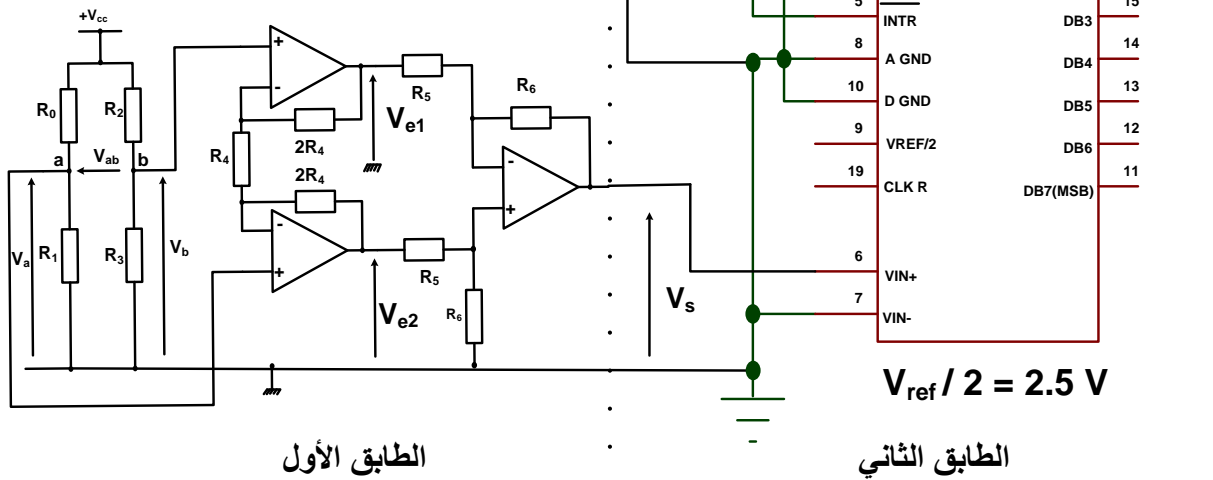 +Vcc
R0
R2
a
Vab
b
Va
R1
R3
Vb
+
-
R4
2R4
2R4
-
+
Ve1
R5
R6
-
+
Ve2
R5
R6
Vs
5
INTR
8
A GND
10
D GND
9
VREF/2
19
CLK R
6
VIN+
7
VIN-
15
DB3
14
DB4
13
DB5
12
DB6
11
DB7(MSB)
Vref / 2 = 2.5 V
الطابق الأول
الطابق الثاني